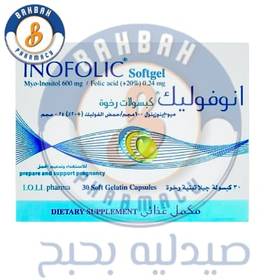 BAHBAH
PHARMACY
INOFOLIC® Softgel
Myo-Inositol 600 mg / Folic acid (+20%) 0.24 mg
انوفوليك®
كبسولات رخوة
prepare and support pregnancy
I.O.I.I. pharma
30 Soft Gelatin Capsules
٣٠ كبسولة جيلاتينية رخوة
DIETARY SUPPLEMENT مكمل غذائي
صيدليه بحبح